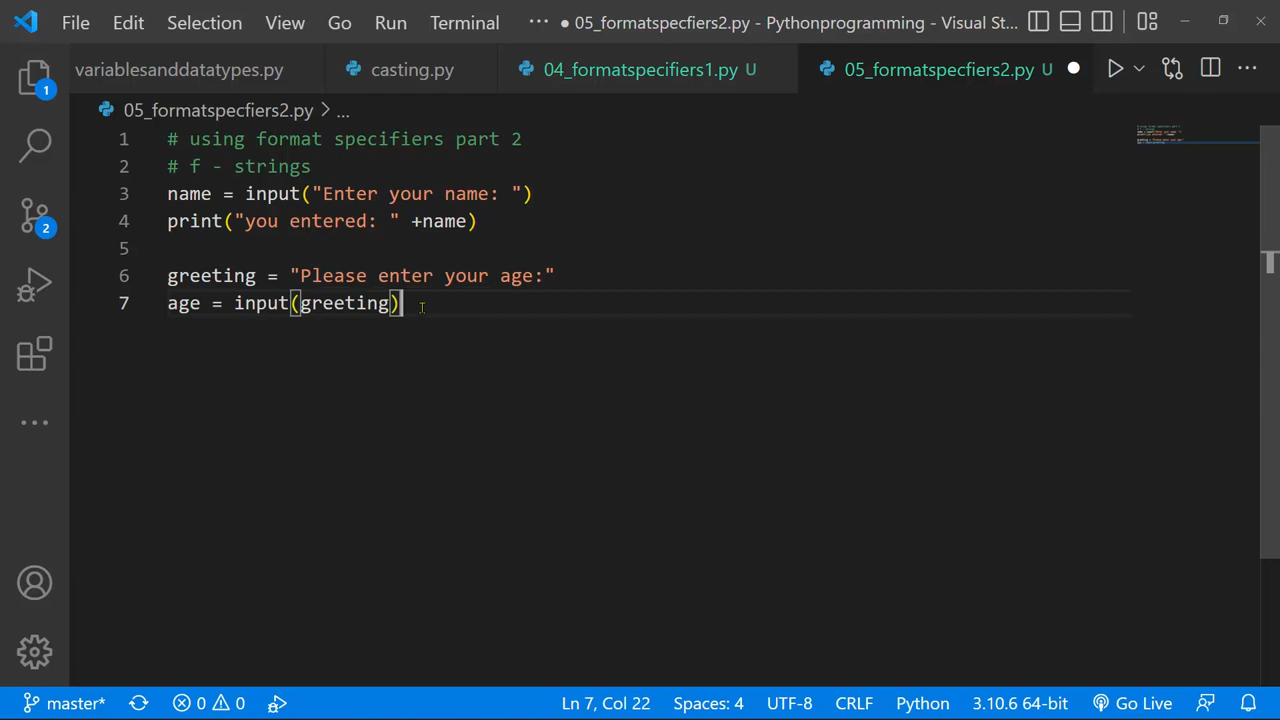 File Edit Selection View Go Run Terminal ··· ● 05_formatspecfiers2.py - Pythonprogramming - Visual St...
variablesanddatatypes.py casting.py 04_formatspecifiers1.py U 05_formatspecfiers2.py U
05_formatspecfiers2.py > ...
1 # using format specifiers part 2
2 # f - strings
3 name = input("Enter your name: ")
4 print("you entered: " +name)
5
6 greeting = "Please enter your age:"
7 age = input(greeting)
1
2
master* 0 0 Ln 7, Col 22 Spaces: 4 UTF-8 CRLF Python 3.10.6 64-bit Go Live